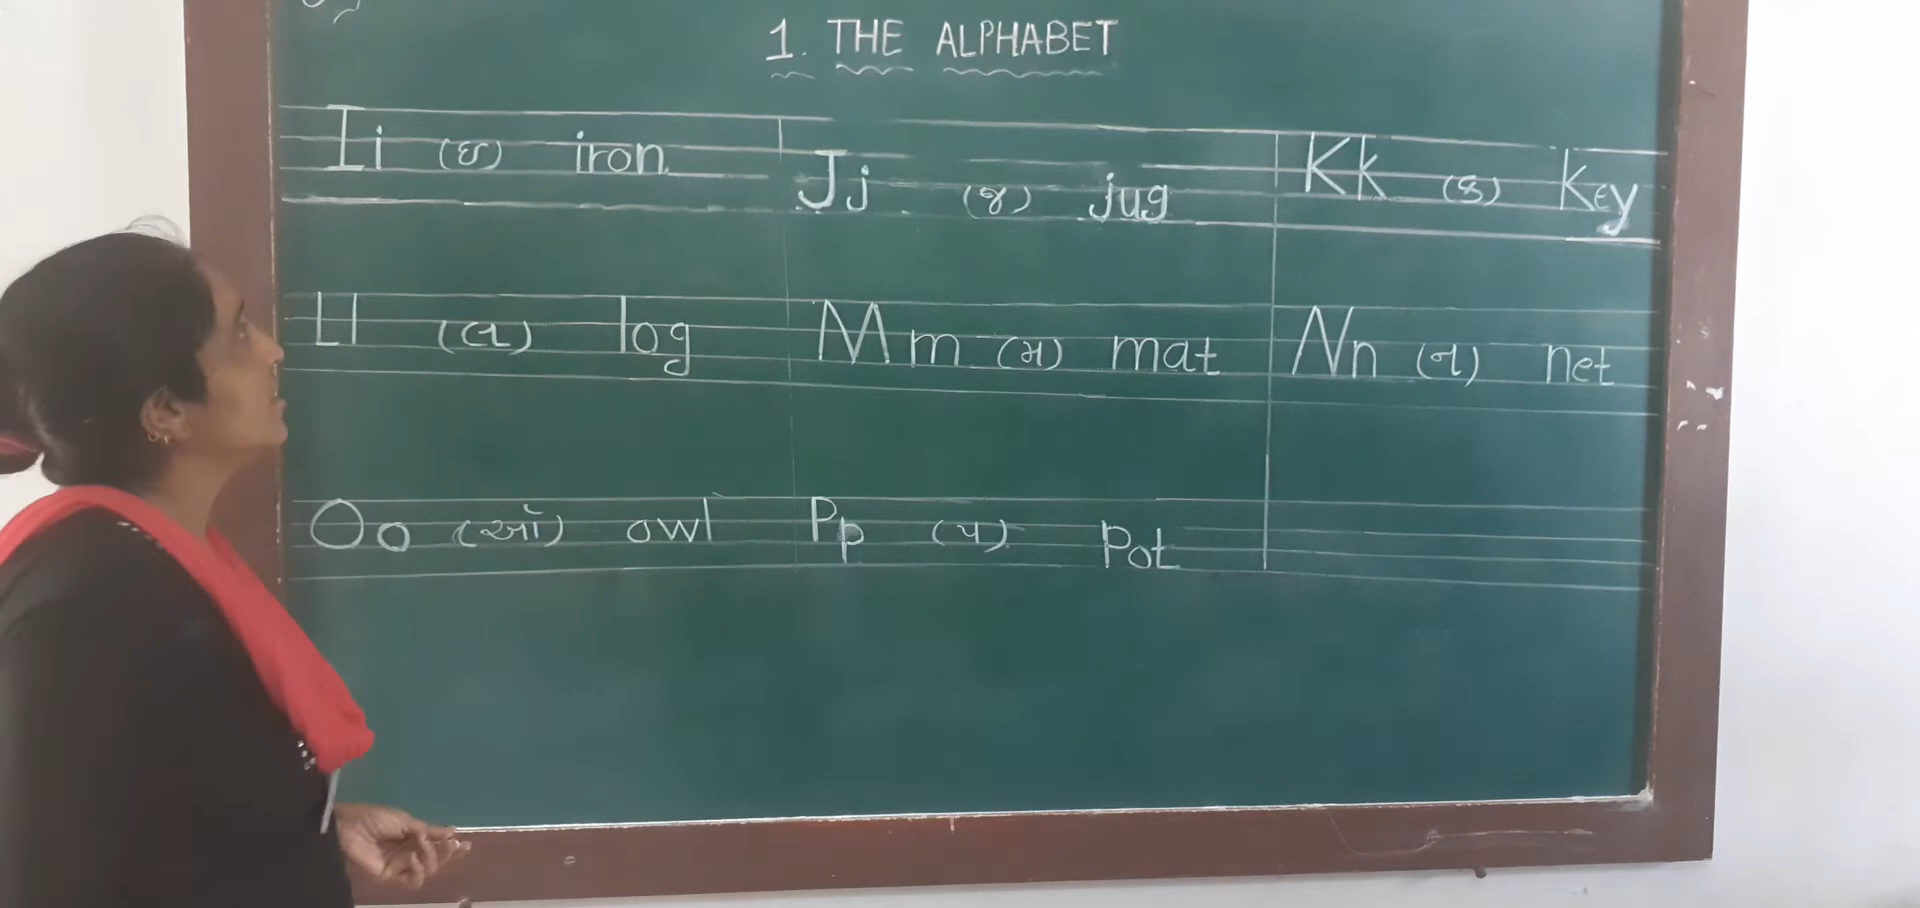 1. THE ALPHABET
Ii (ઇ) iron Jj (જ) jug Kk (ક) Key
Ll (લ) log Mm (મ) mat Nn (ન) net
Oo (ઑ) owl Pp (પ) Pot